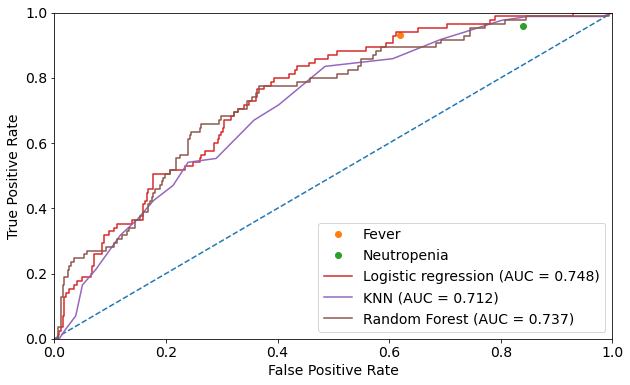 1.0
0.8
0.6
0.4
0.2
0.0
True Positive Rate
Fever
Neutropenia
Logistic regression (AUC = 0.748)
KNN (AUC = 0.712)
Random Forest (AUC = 0.737)
0.0 0.2 0.4 0.6 0.8 1.0
False Positive Rate